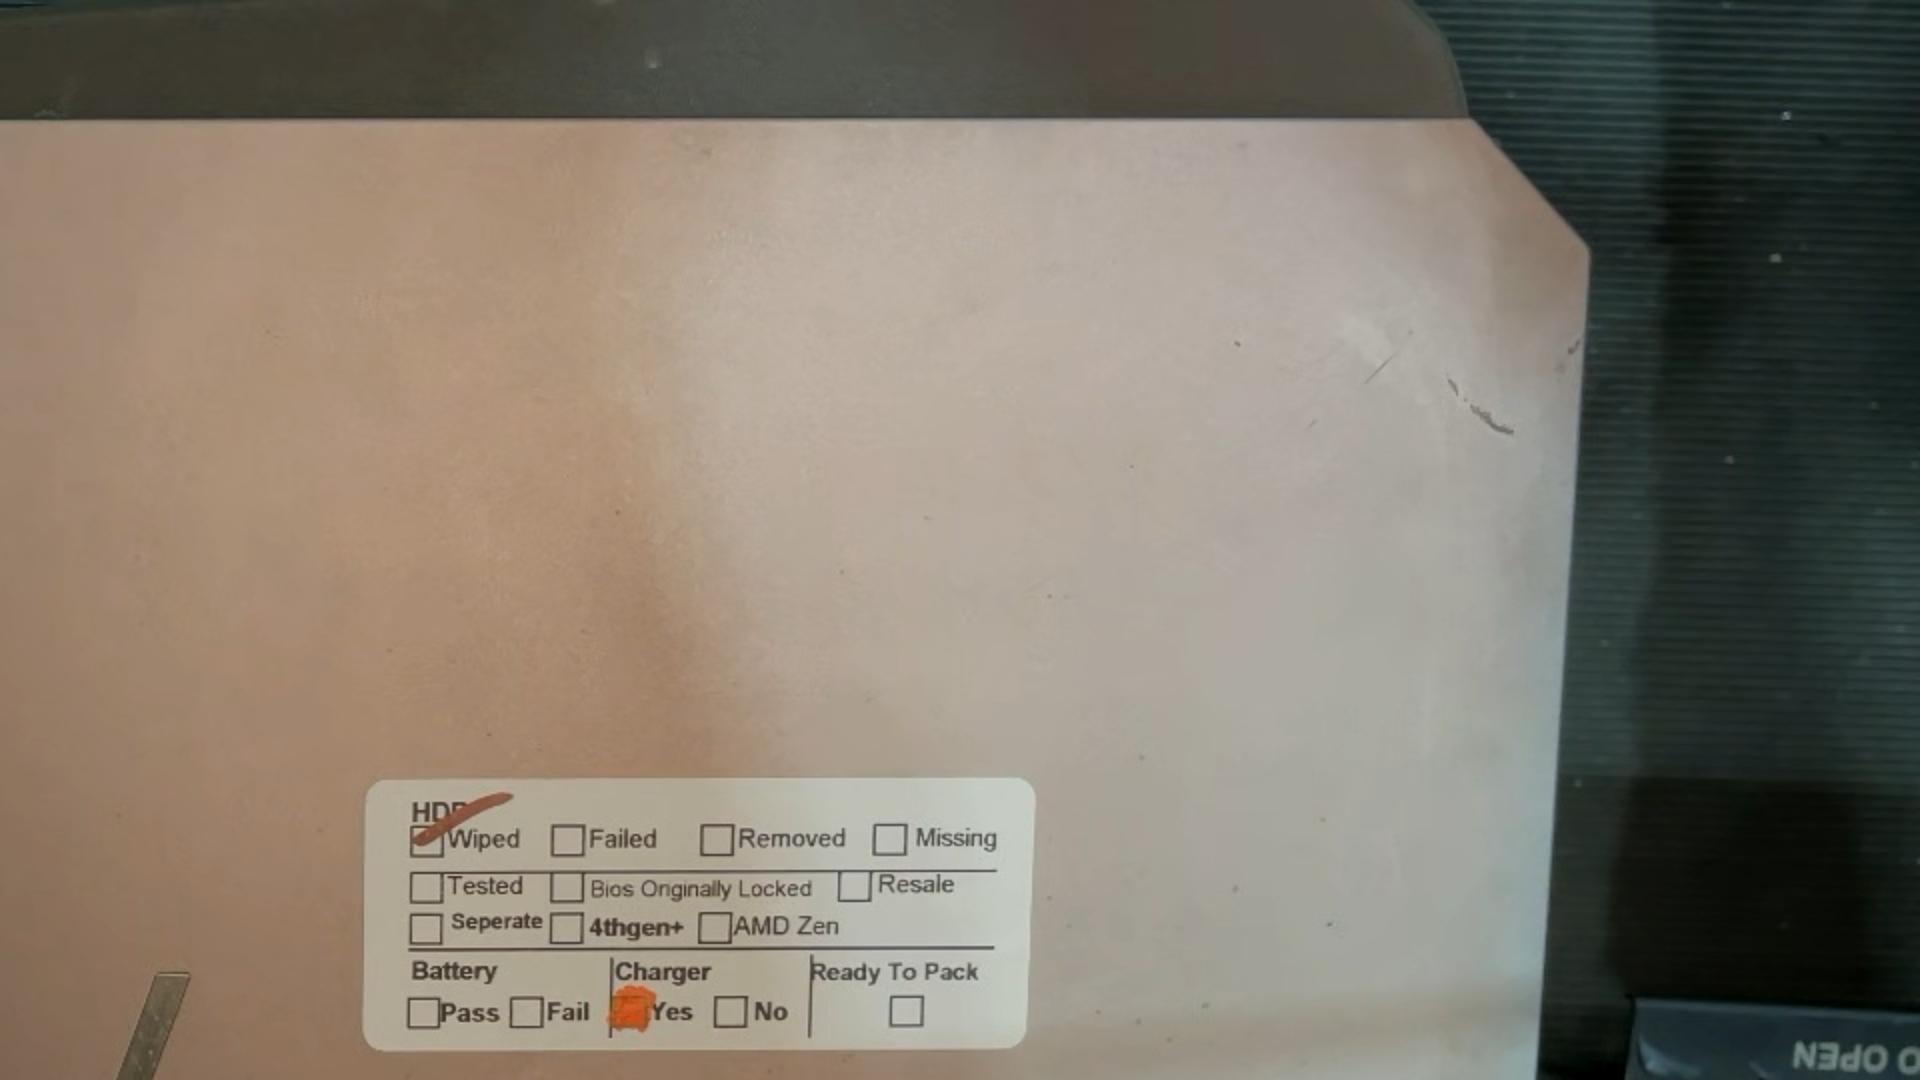 HDD
Wiped Failed Removed Missing
Tested Bios Originally Locked Resale
Seperate 4thgen+ AMD Zen
Battery Charger Ready To Pack
Pass Fail Yes No
O OPEN